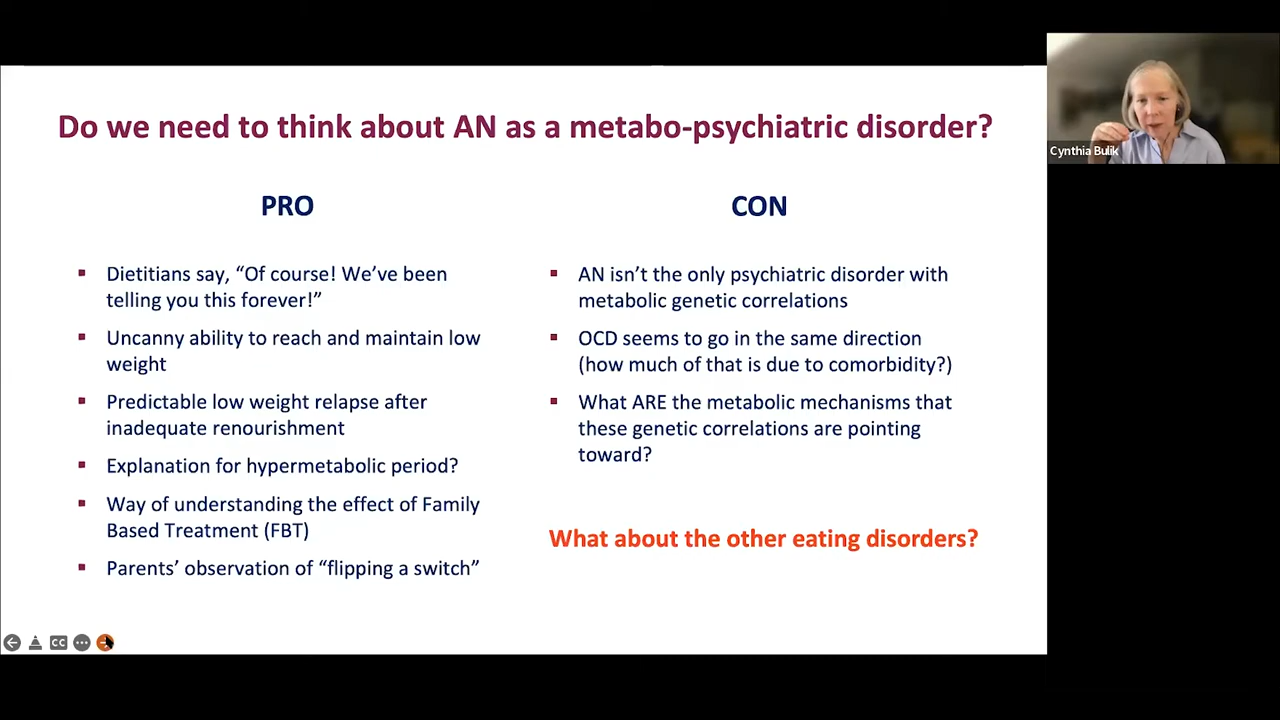 Do we need to think about AN as a metabo-psychiatric disorder?
PRO
Dietitians say, “Of course! We’ve been
telling you this forever!”
Uncanny ability to reach and maintain low
weight
Predictable low weight relapse after
inadequate renourishment
Explanation for hypermetabolic period?
Way of understanding the effect of Family
Based Treatment (FBT)
Parents’ observation of “flipping a switch”
CON
AN isn’t the only psychiatric disorder with
metabolic genetic correlations
OCD seems to go in the same direction
(how much of that is due to comorbidity?)
What ARE the metabolic mechanisms that
these genetic correlations are pointing
toward?
What about the other eating disorders?
CC
Cynthia Bulik